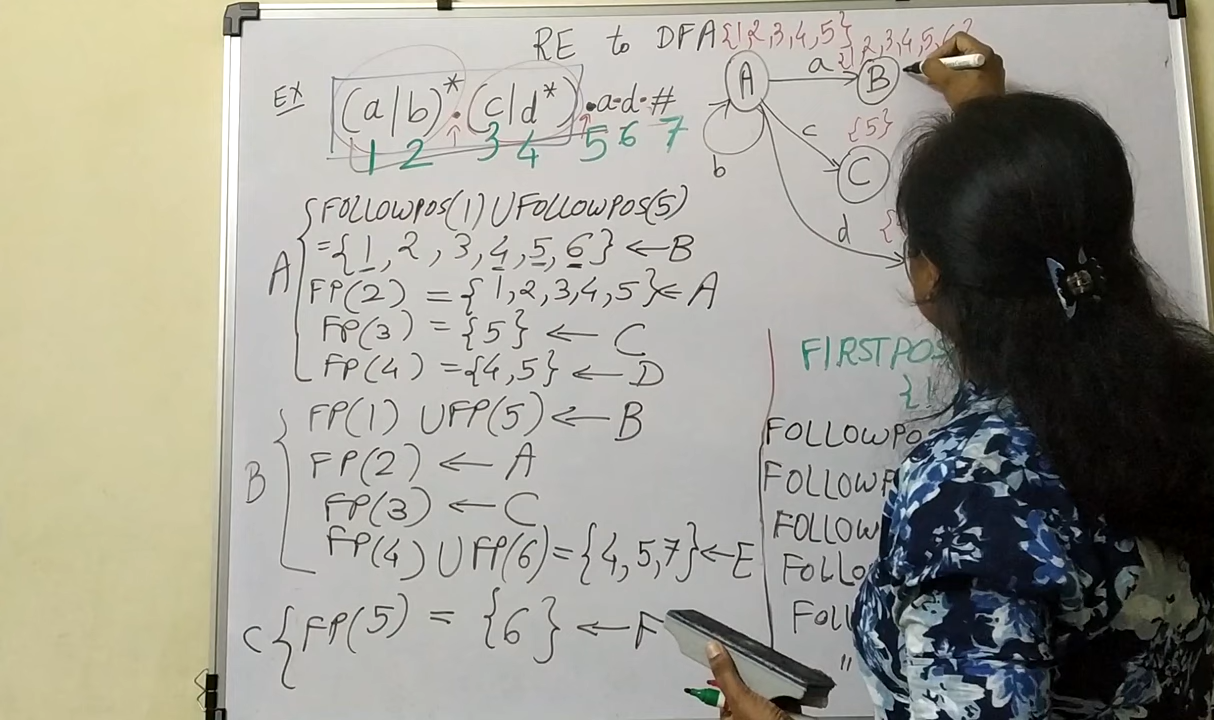 RE to DFA {1,2,3,4,5}
{1,2,3,4,5,6}
Ex (a|b)*.(c|d*).a.d.#
1 2 3 4 5 6 7
A a B
b
c {5}
C
d
FOLLOWPOS(1) ∪ FOLLOWPOS(5)
A = {1, 2, 3, 4, 5, 6} ← B
FP(2) = {1,2,3,4,5} ← A
FP(3) = {5} ← C
FP(4) = {4,5} ← D
B FP(1) ∪ FP(5) ← B
FP(2) ← A
FP(3) ← C
FP(4) ∪ FP(6) = {4,5,7} ← E
C { FP(5) = {6} ← F
FIRSTPOS
{1
FOLLOWPO
FOLLOW
FOLLOW
FOLLO
FOLL
"